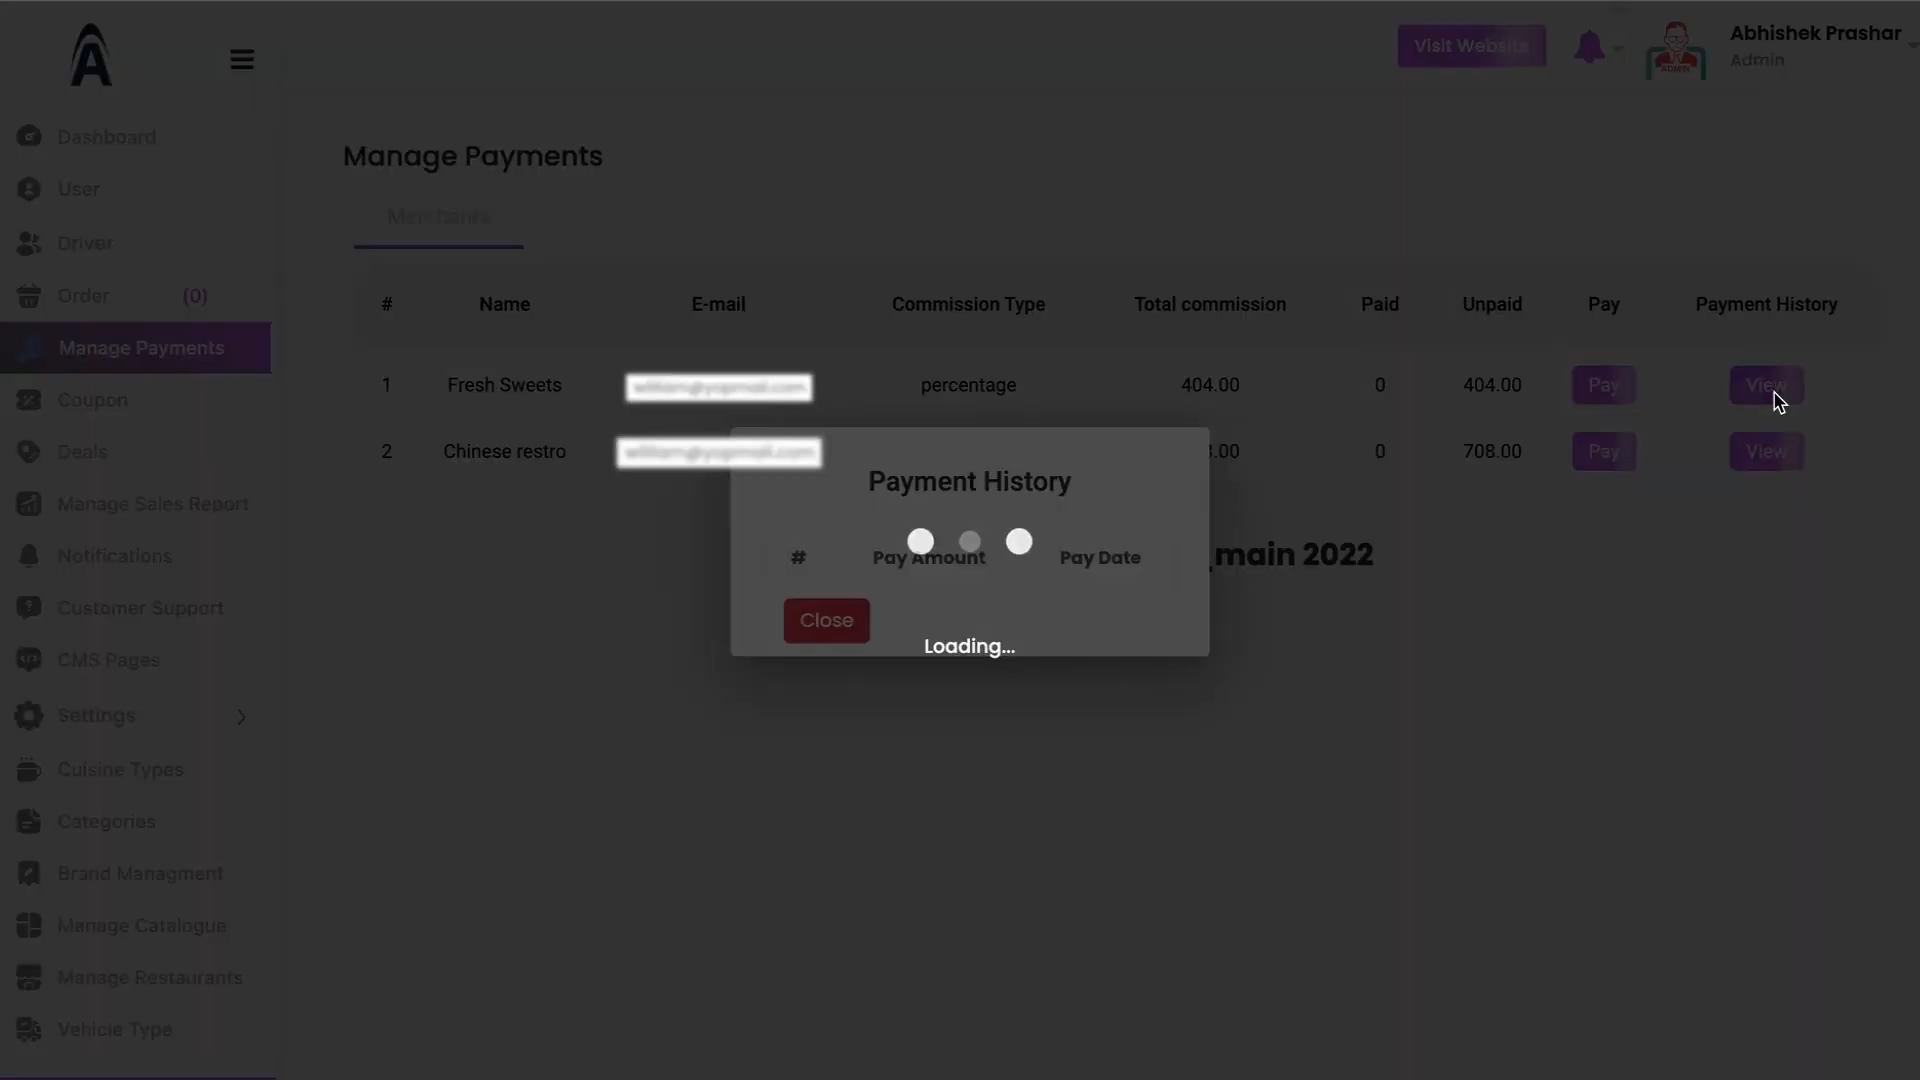 Visit Website
Abhishek Prashar
Admin
ADMIN
Dashboard
User
Driver
Order (0)
Manage Payments
Coupon
Deals
Manage Sales Report
Notifications
Customer Support
CMS Pages
Settings
Cuisine Types
Categories
Brand Managment
Manage Catalogue
Manage Restaurants
Vehicle Type
Manage Payments
Merchants
# Name E-mail Commission Type Total commission Paid Unpaid Pay Payment History
1 Fresh Sweets percentage 404.00 0 404.00 Pay View
2 Chinese restro .00 0 708.00 Pay View
Payment History
# Pay Amount Pay Date
Close
Loading...
_main 2022